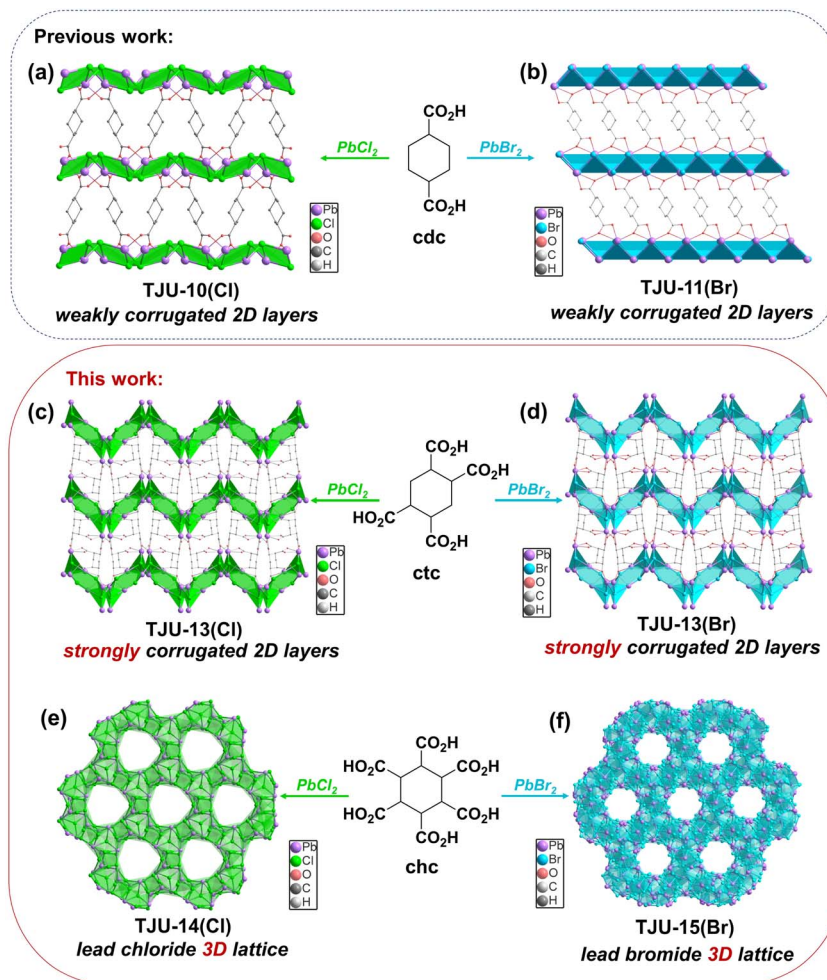 Previous work:
(a)
(b)
CO₂H
PbCl₂
PbBr₂
CO₂H
cdc
Pb
Cl
O
C
H
Pb
Br
O
C
H
TJU-10(Cl)
weakly corrugated 2D layers
TJU-11(Br)
weakly corrugated 2D layers
This work:
(c)
(d)
CO₂H
CO₂H
PbCl₂
PbBr₂
HO₂C
CO₂H
ctc
Pb
Cl
O
C
H
Pb
Br
O
C
H
TJU-13(Cl)
strongly corrugated 2D layers
TJU-13(Br)
strongly corrugated 2D layers
(e)
(f)
CO₂H
HO₂C
CO₂H
PbCl₂
PbBr₂
HO₂C
CO₂H
CO₂H
chc
Pb
Cl
O
C
H
Pb
Br
O
C
H
TJU-14(Cl)
lead chloride 3D lattice
TJU-15(Br)
lead bromide 3D lattice